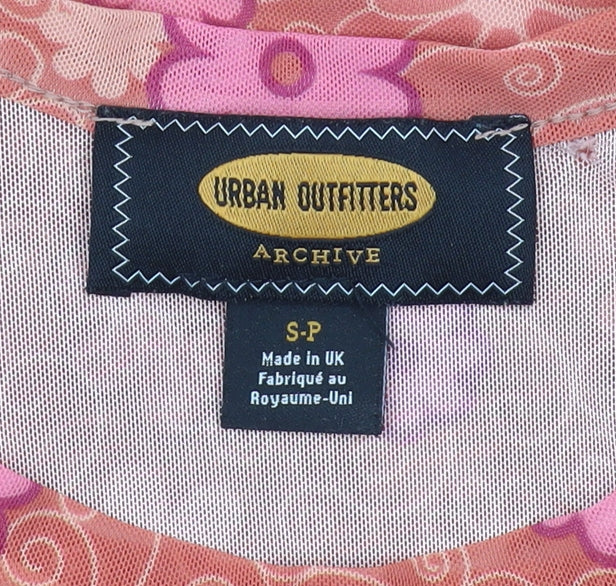 URBAN OUTFITTERS
ARCHIVE
S-P
Made in UK
Fabriqué au
Royaume-Uni